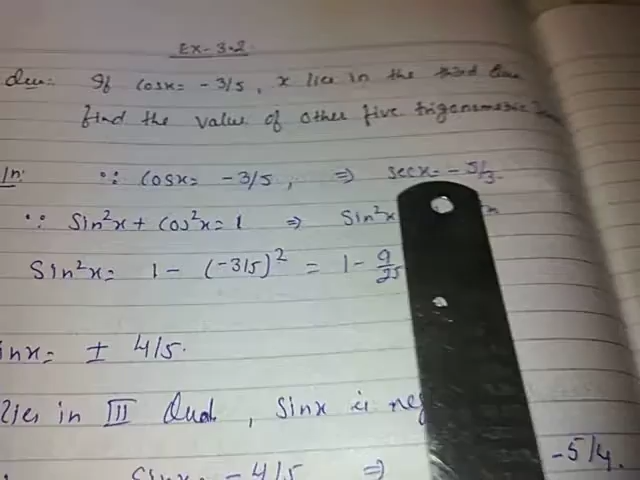 Ex-3.2
Que:- If cosx = -3/5, x lies in the third
find the value of other five trigonometric
ln: ∵ cosx = -3/5, ⇒ secx = -5/3.
∵ Sin²x + cos²x = 1 ⇒ Sin²x
Sin²x = 1 - (-3/5)² = 1 - 9/25
inx = ± 4/5.
lies in III Quad, Sinx is neg
Sinx = -4/5 ⇒ -5/4.